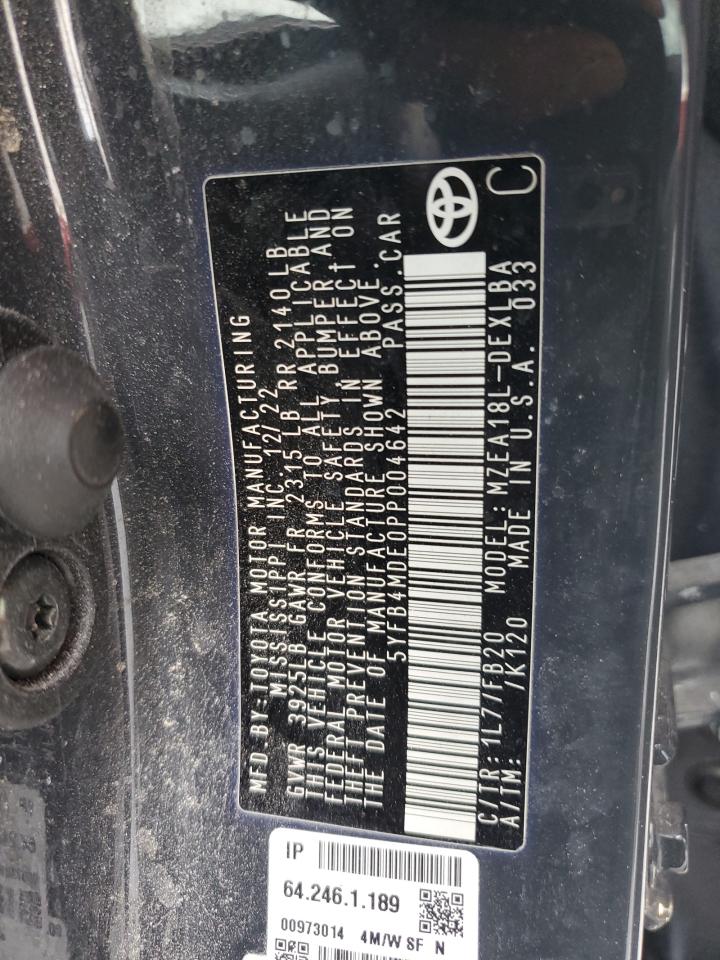 MFD.BY:TOYOTA MOTOR MANUFACTURING
MISSISSIPPI INC. 12/22
GVWR 3925LB GAWR FR 2315LB RR 2140LB
THIS VEHICLE CONFORMS TO ALL APPLICABLE
FEDERAL MOTOR VEHICLE SAFETY, BUMPER AND
THEFT PREVENTION STANDARDS IN EFFECT ON
THE DATE OF MANUFACTURE SHOWN ABOVE.
5YFB4MDE0PP004642 PASS.CAR
C/TR: 1L7/FB20 MODEL: MZEA18L-DEXLBA
A/TM: /K120 MADE IN U.S.A. 033
C
IP
64.246.1.189
00973014 4M/W SF N